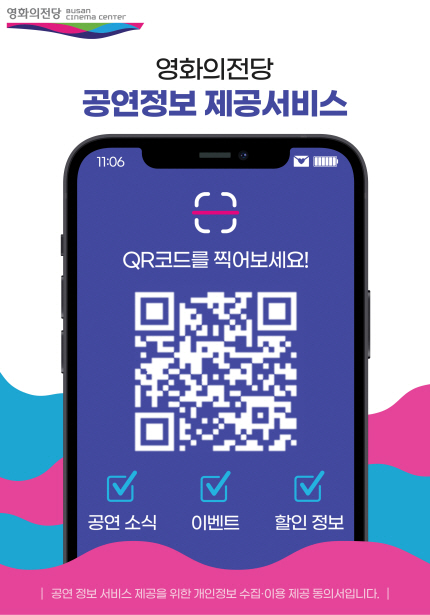 영화의전당 BUSAN
CINEMA CENTER
영화의전당
공연정보 제공서비스
11:06
QR코드를 찍어보세요!
공연 소식 이벤트 할인 정보
| 공연 정보 서비스 제공을 위한 개인정보 수집·이용 제공 동의서입니다. |